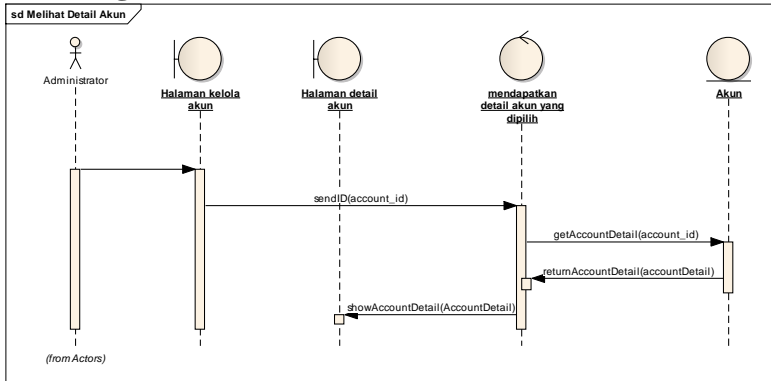 sd Melihat Detail Akun
Administrator
Halaman kelola
akun
Halaman detail
akun
mendapatkan
detail akun yang
dipilih
Akun
sendID(account_id)
getAccountDetail(account_id)
returnAccountDetail(accountDetail)
showAccountDetail(AccountDetail)
(from Actors)